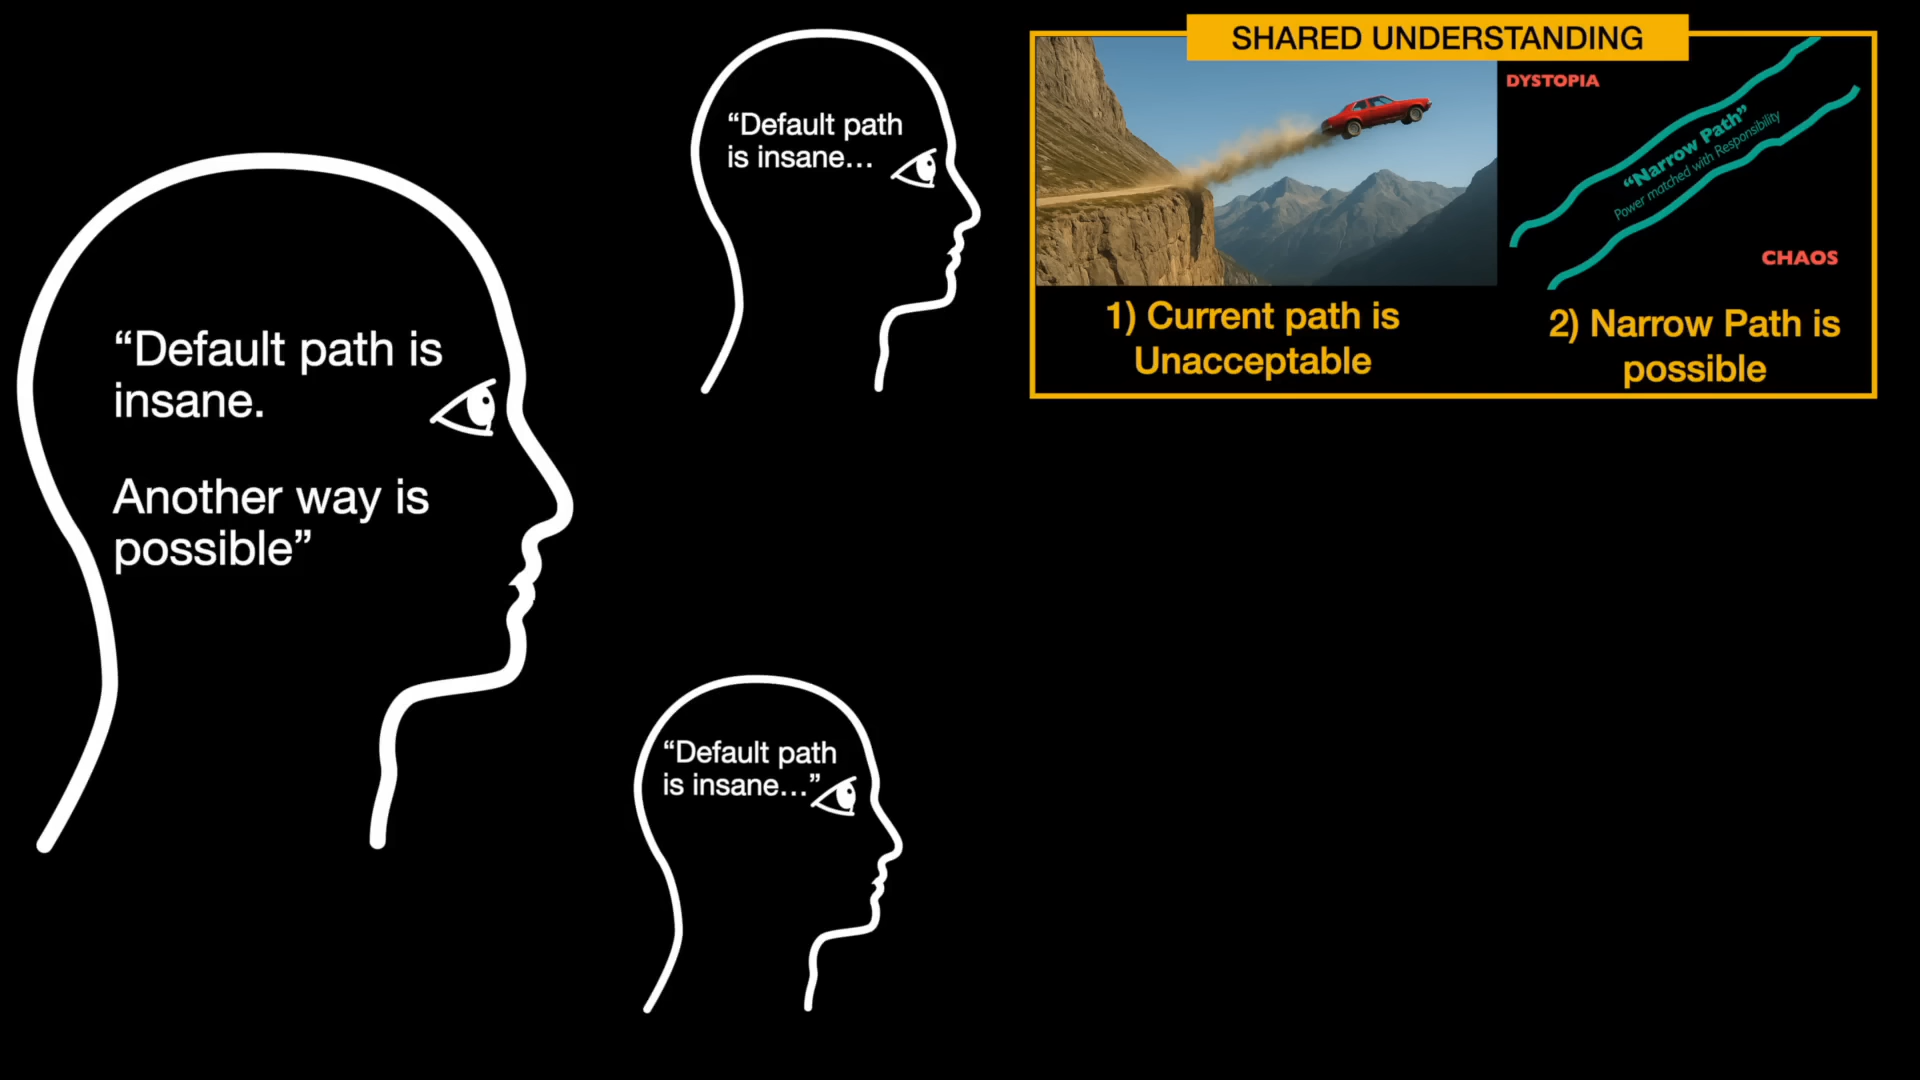 “Default path is
insane.
Another way is
possible”
“Default path
is insane...
“Default path
is insane...”
SHARED UNDERSTANDING
DYSTOPIA
“Narrow Path”
Power matched with Responsibility
CHAOS
1) Current path is
Unacceptable
2) Narrow Path is
possible